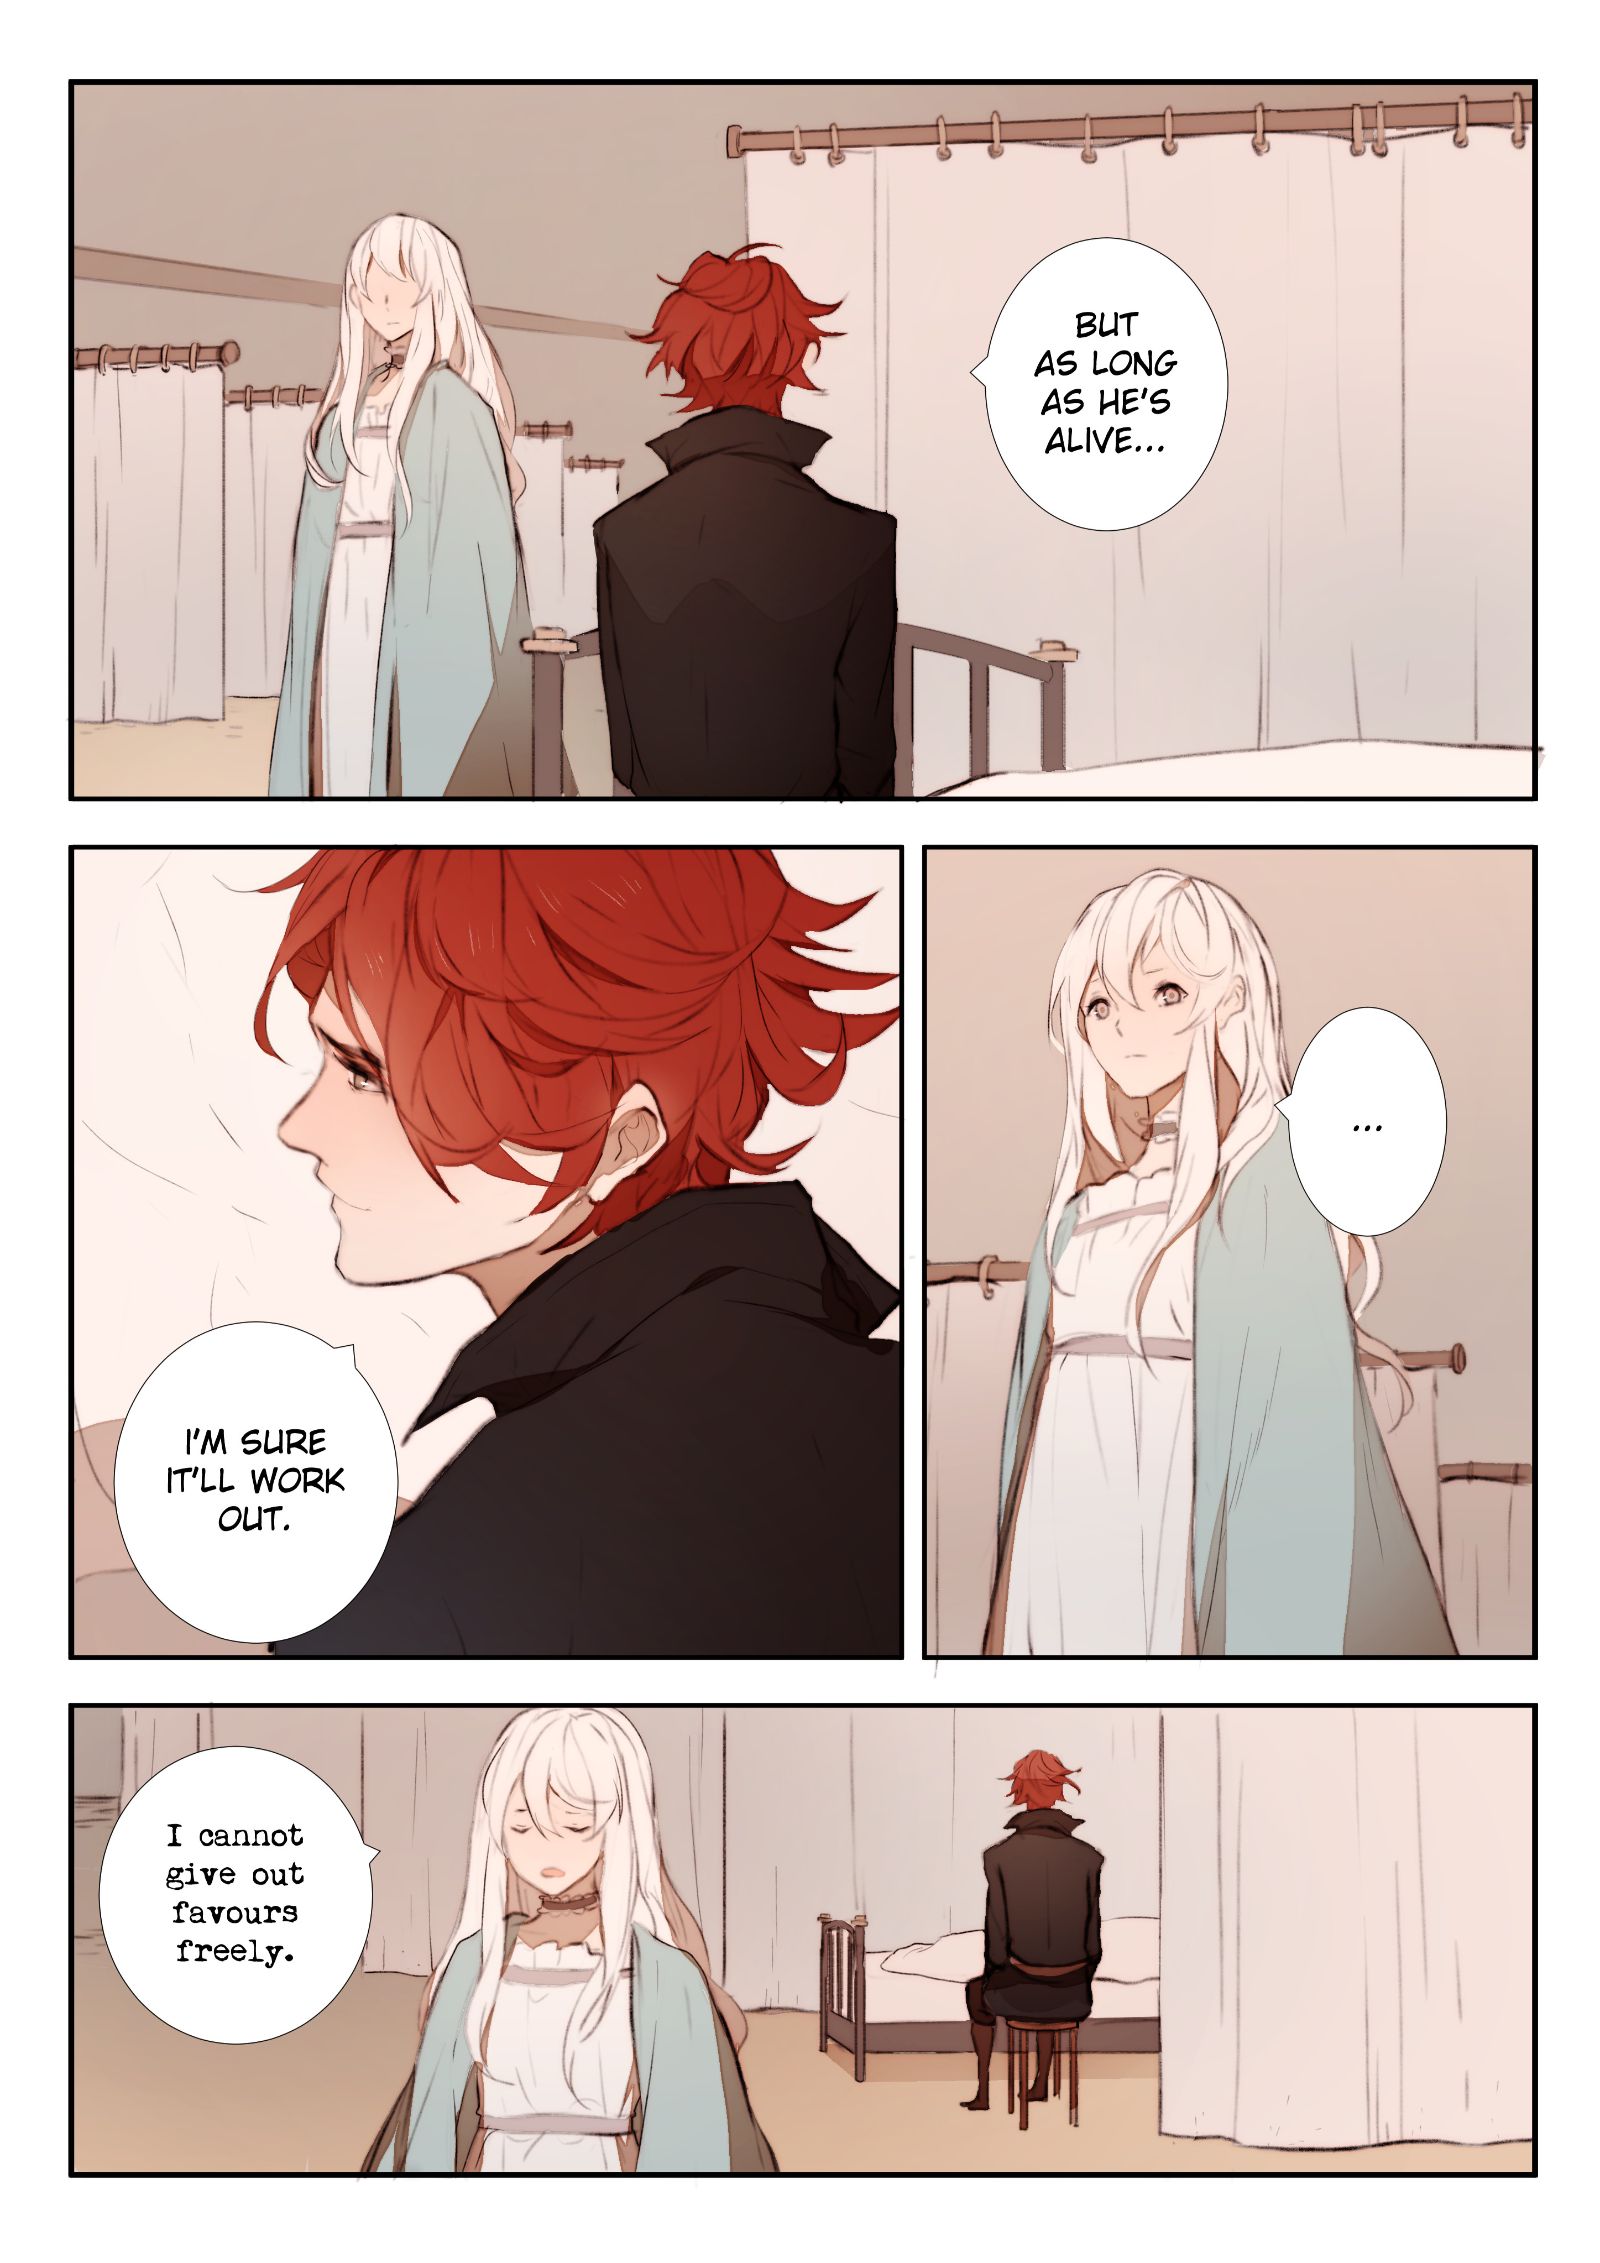 BUT
AS LONG
AS HE'S
ALIVE...
I'M SURE
IT'LL WORK
OUT.
...
I cannot
give out
favours
freely.